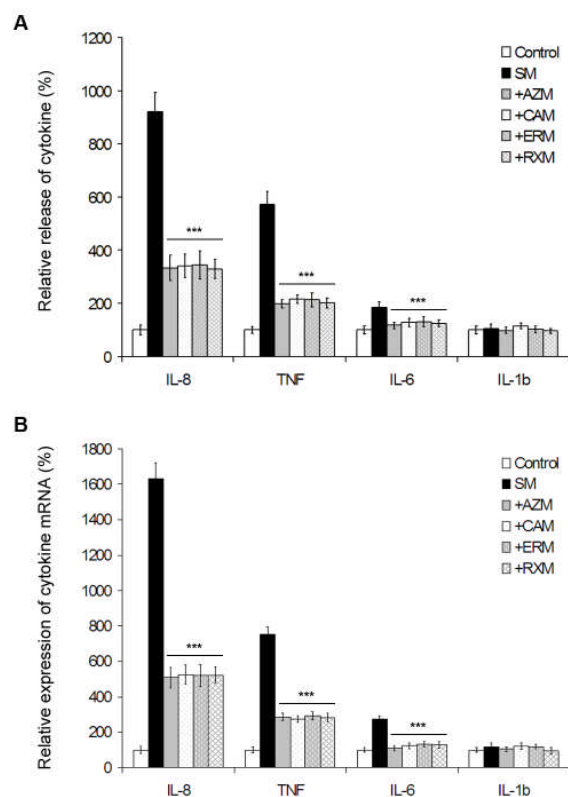 A
Relative release of cytokine (%)
1200
1000
800
600
400
200
0
Control
SM
+AZM
+CAM
+ERM
+RXM
***
***
***
IL-8
TNF
IL-6
IL-1b
B
Relative expression of cytokine mRNA (%)
1800
1600
1400
1200
1000
800
600
400
200
0
Control
SM
+AZM
+CAM
+ERM
+RXM
***
***
***
IL-8
TNF
IL-6
IL-1b